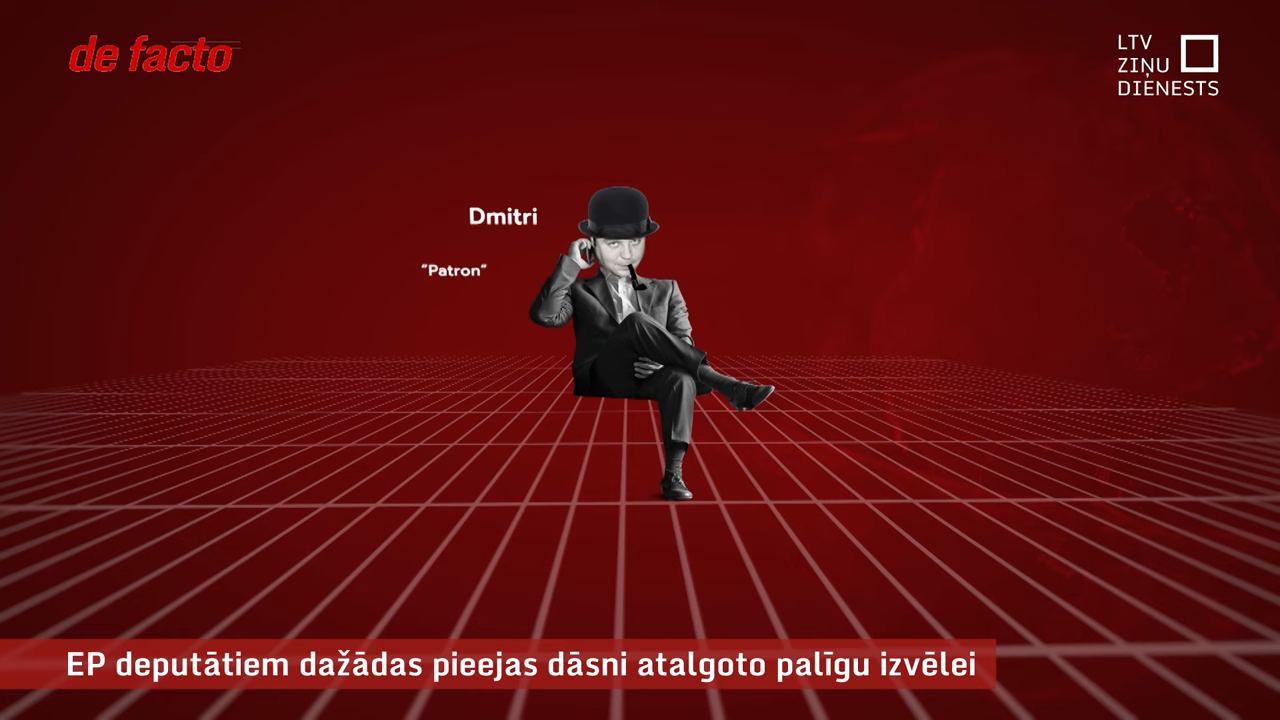 de facto
LTV
ZIŅU
DIENESTS
Dmitri
“Patron”
EP deputātiem dažādas pieejas dāsni atalgoto palīgu izvēlei